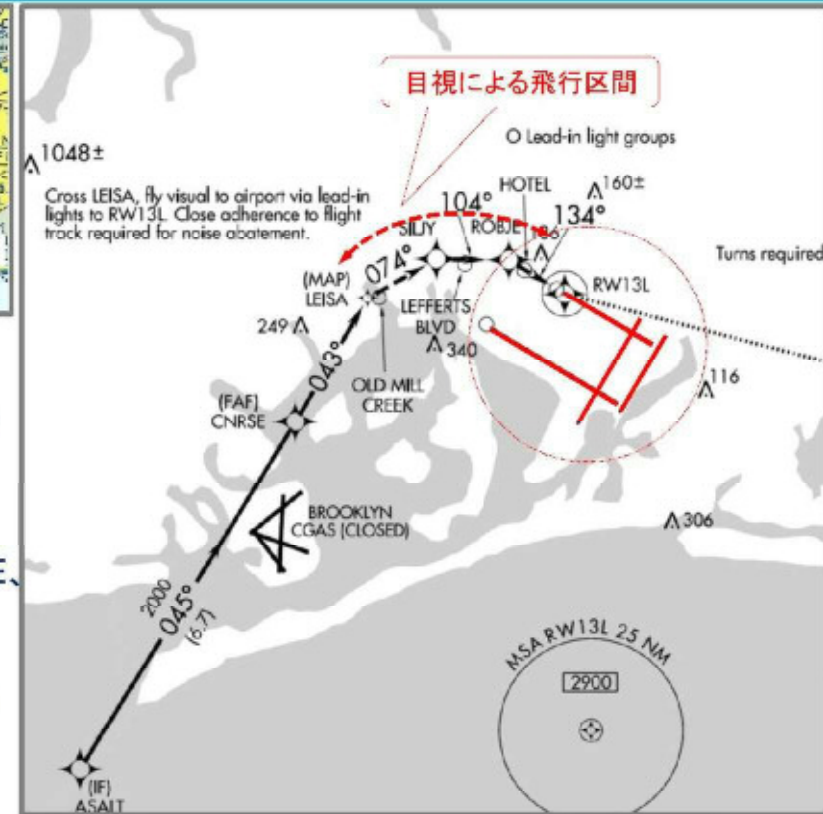 目視による飛行区間
O Lead-in light groups
1048±
Cross LEISA, fly visual to airport via lead-in
lights to RW13L. Close adherence to flight
track required for noise abatement.
HOTEL
160±
104°
134°
SILJY
ROBJE
Turns required
074°
(MAP)
LEISA
RW13L
LEFFERTS
BLVD
249
340
043°
OLD MILL
CREEK
116
(FAF)
CNRSE
BROOKLYN
CGAS (CLOSED)
306
2000
045°
(6.7)
MSA RW13L 25 NM
2900
(IF)
ASALT